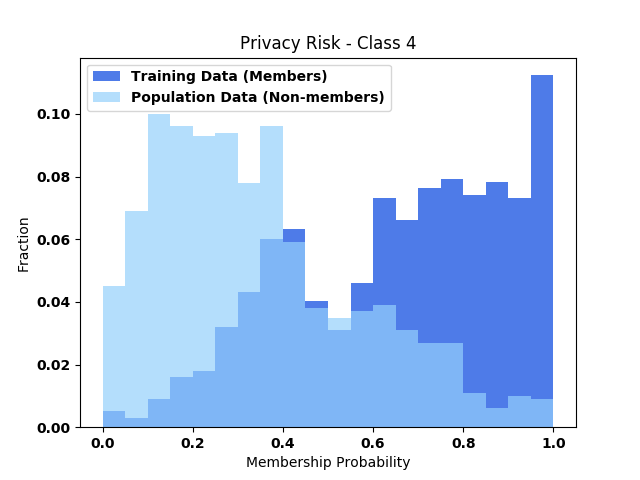 Privacy Risk - Class 4
Training Data (Members)
Population Data (Non-members)
0.10
0.08
0.06
0.04
0.02
0.00
Fraction
0.0 0.2 0.4 0.6 0.8 1.0
Membership Probability